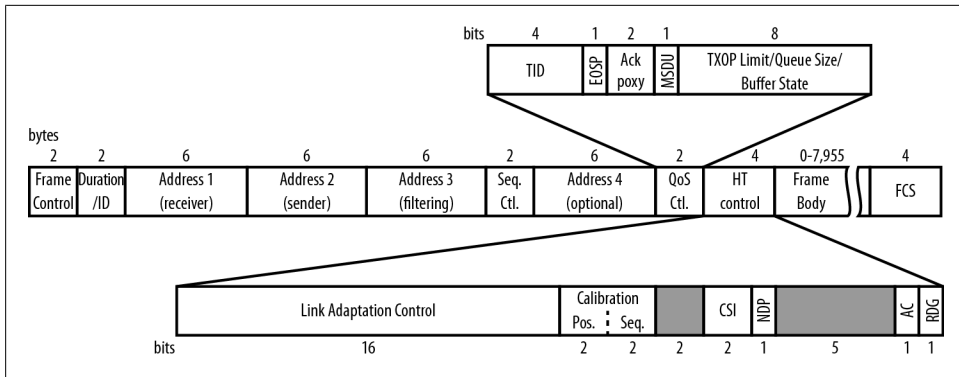 bits 4 1 2 1 8
TID EOSP Ack poxy MSDU TXOP Limit/Queue Size/ Buffer State
bytes
2 2 6 6 6 2 6 2 4 0-7,955 4
Frame Control
Duration /ID
Address 1 (receiver)
Address 2 (sender)
Address 3 (filtering)
Seq. Ctl.
Address 4 (optional)
QoS Ctl.
HT control
Frame Body
FCS
Link Adaptation Control
Calibration
Pos. Seq.
CSI NDP AC RDG
bits 16 2 2 2 2 1 5 1 1